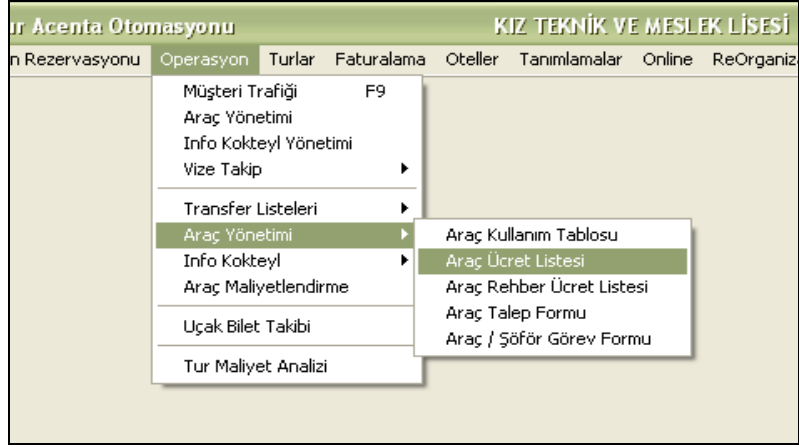 ır Acenta Otomasyonu KIZ TEKNİK VE MESLEK LİSESİ
n Rezervasyonu Operasyon Turlar Faturalama Oteller Tanımlamalar Online ReOrganiz
Müşteri Trafiği F9
Araç Yönetimi
Info Kokteyl Yönetimi
Vize Takip
Transfer Listeleri
Araç Yönetimi
Info Kokteyl
Araç Maliyetlendirme
Uçak Bilet Takibi
Tur Maliyet Analizi
Araç Kullanım Tablosu
Araç Ücret Listesi
Araç Rehber Ücret Listesi
Araç Talep Formu
Araç / Şöför Görev Formu